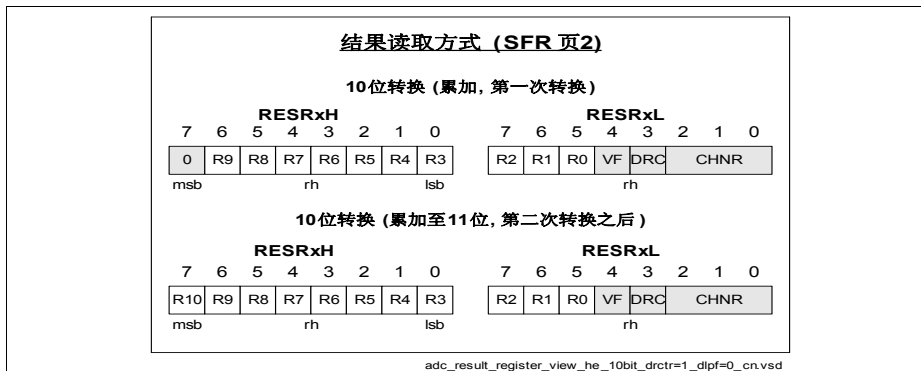 结果读取方式 (SFR 页2)
10位转换 (累加, 第一次转换)
RESRxH RESRxL
7 6 5 4 3 2 1 0 7 6 5 4 3 2 1 0
0 R9 R8 R7 R6 R5 R4 R3 R2 R1 R0 VF DRC CHNR
msb rh lsb rh
10位转换 (累加至11位, 第二次转换之后)
RESRxH RESRxL
7 6 5 4 3 2 1 0 7 6 5 4 3 2 1 0
R10 R9 R8 R7 R6 R5 R4 R3 R2 R1 R0 VF DRC CHNR
msb rh lsb rh
adc_result_register_view_he_10bit_drctr=1_dlpf=0_cn.vsd